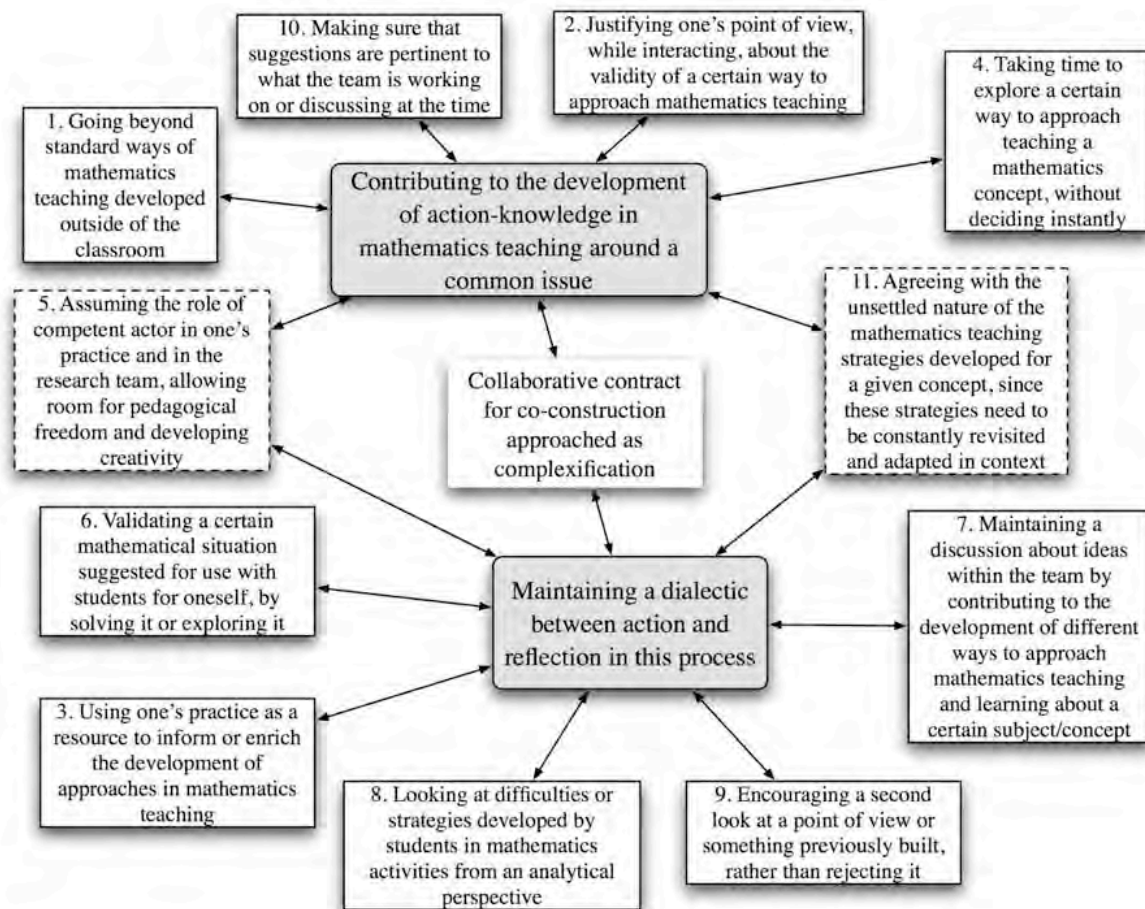 10. Making sure that
suggestions are pertinent to
what the team is working
on or discussing at the time
2. Justifying one's point of view,
while interacting, about the
validity of a certain way to
approach mathematics teaching
4. Taking time to
explore a certain
way to approach
teaching a
mathematics
concept, without
deciding instantly
1. Going beyond
standard ways of
mathematics
teaching developed
outside of the
classroom
Contributing to the development
of action-knowledge in
mathematics teaching around a
common issue
5. Assuming the role of
competent actor in one's
practice and in the
research team, allowing
room for pedagogical
freedom and developing
creativity
Collaborative contract
for co-construction
approached as
complexification
11. Agreeing with the
unsettled nature of the
mathematics teaching
strategies developed for
a given concept, since
these strategies need to
be constantly revisited
and adapted in context
6. Validating a certain
mathematical situation
suggested for use with
students for oneself, by
solving it or exploring it
Maintaining a dialectic
between action and
reflection in this process
7. Maintaining a
discussion about ideas
within the team by
contributing to the
development of different
ways to approach
mathematics teaching
and learning about a
certain subject/concept
3. Using one's practice as a
resource to inform or enrich
the development of
approaches in mathematics
teaching
8. Looking at difficulties or
strategies developed by
students in mathematics
activities from an analytical
perspective
9. Encouraging a second
look at a point of view or
something previously built,
rather than rejecting it